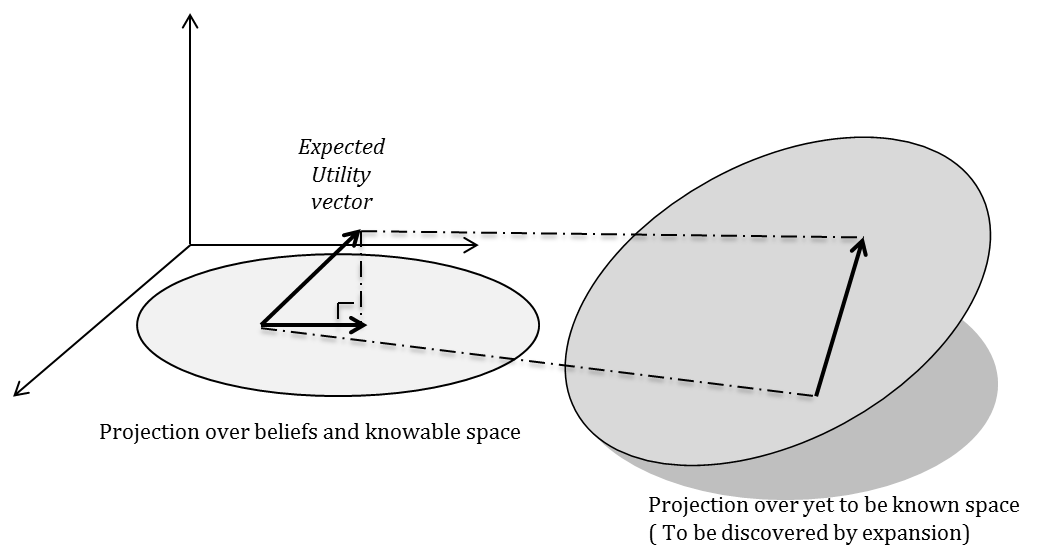 Expected
Utility
vector
Projection over beliefs and knowable space
Projection over yet to be known space
( To be discovered by expansion)